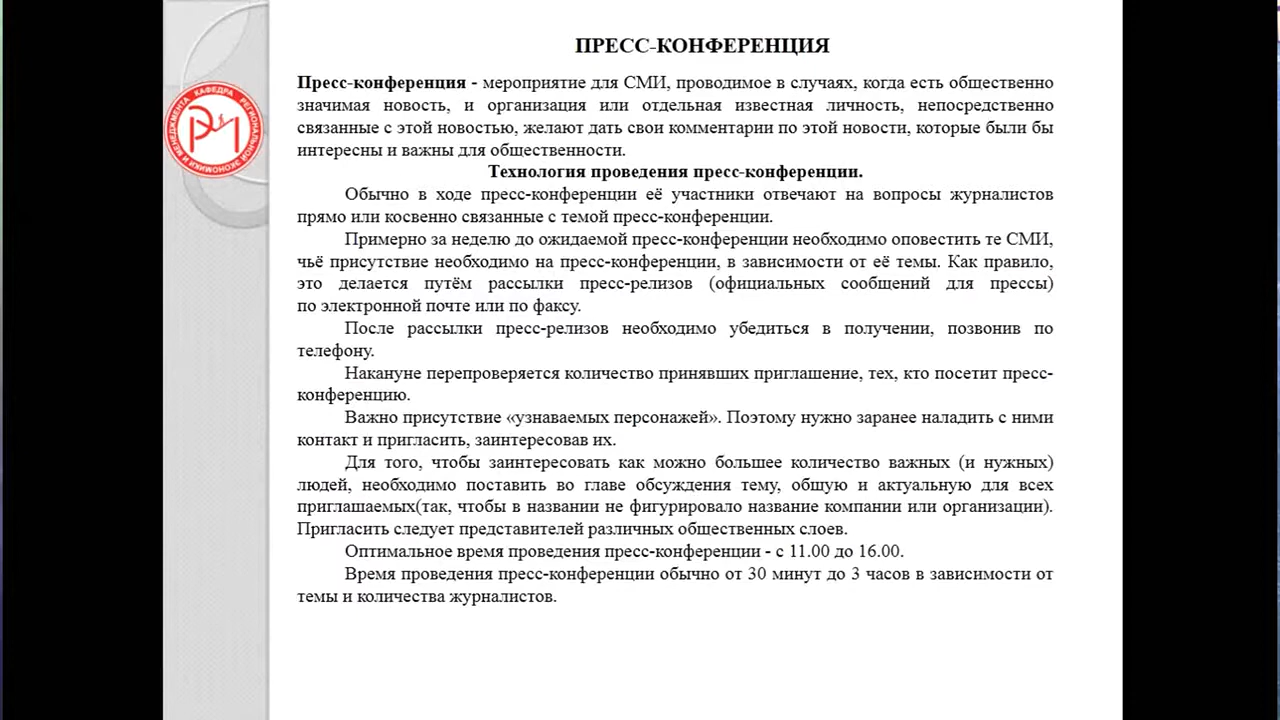 ПРЕСС-КОНФЕРЕНЦИЯ
Пресс-конференция - мероприятие для СМИ, проводимое в случаях, когда есть общественно
значимая новость, и организация или отдельная известная личность, непосредственно
связанные с этой новостью, желают дать свои комментарии по этой новости, которые были бы
интересны и важны для общественности.
Технология проведения пресс-конференции.
Обычно в ходе пресс-конференции её участники отвечают на вопросы журналистов
прямо или косвенно связанные с темой пресс-конференции.
Примерно за неделю до ожидаемой пресс-конференции необходимо оповестить те СМИ,
чьё присутствие необходимо на пресс-конференции, в зависимости от её темы. Как правило,
это делается путём рассылки пресс-релизов (официальных сообщений для прессы)
по электронной почте или по факсу.
После рассылки пресс-релизов необходимо убедиться в получении, позвонив по
телефону.
Накануне перепроверяется количество принявших приглашение, тех, кто посетит пресс-
конференцию.
Важно присутствие «узнаваемых персонажей». Поэтому нужно заранее наладить с ними
контакт и пригласить, заинтересовав их.
Для того, чтобы заинтересовать как можно большее количество важных (и нужных)
людей, необходимо поставить во главе обсуждения тему, общую и актуальную для всех
приглашаемых(так, чтобы в названии не фигурировало название компании или организации).
Пригласить следует представителей различных общественных слоев.
Оптимальное время проведения пресс-конференции - с 11.00 до 16.00.
Время проведения пресс-конференции обычно от 30 минут до 3 часов в зависимости от
темы и количества журналистов.
КАФЕДРА РЕГИОНАЛЬНОЙ ЭКОНОМИКИ И МЕНЕДЖМЕНТА